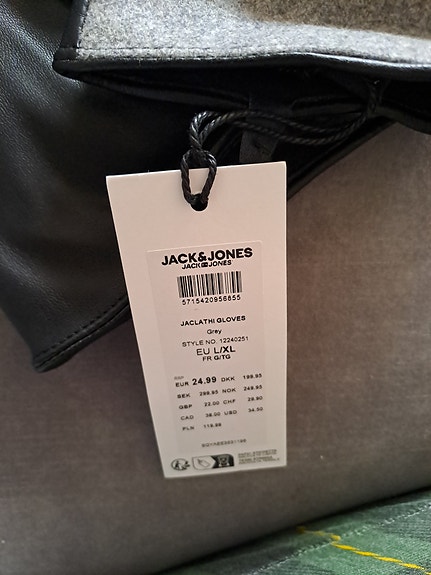 JACK&JONES
JACK&JONES
5715420956855
JACLATHI GLOVES
Grey
STYLE NO. 12240251
EU L/XL
FR G/TG
RRP
EUR 24.99 DKK 199.95
SEK 299.95 NOK 249.95
GBP 22.00 CHF 29.90
CAD 38.00 USD 34.50
PLN 119.99